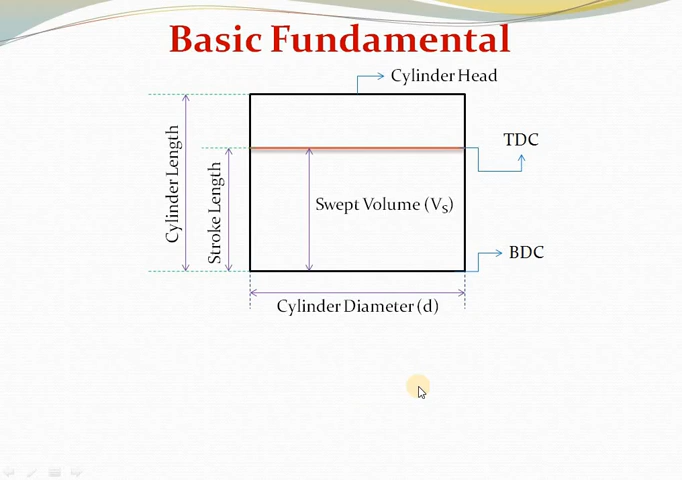 Basic Fundamental
Cylinder Head
TDC
Cylinder Length
Stroke Length
Swept Volume (Vs)
BDC
Cylinder Diameter (d)